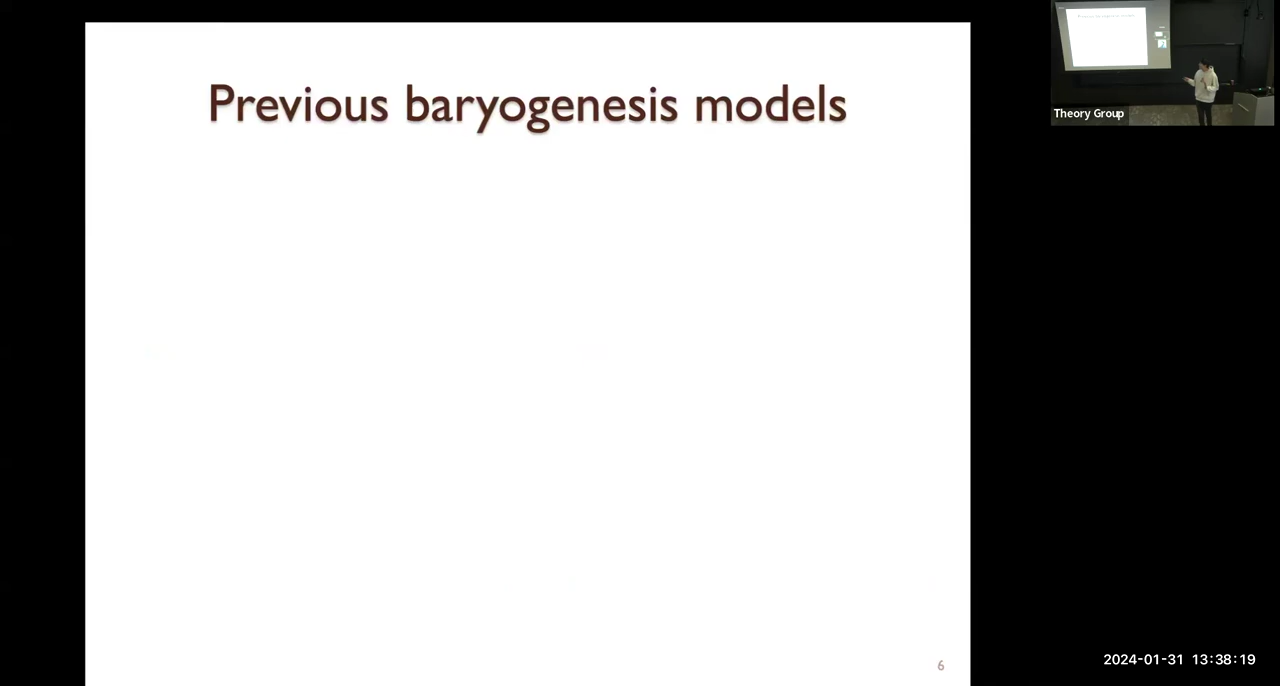 Previous baryogenesis models
Theory Group
6
2024-01-31 13:38:19